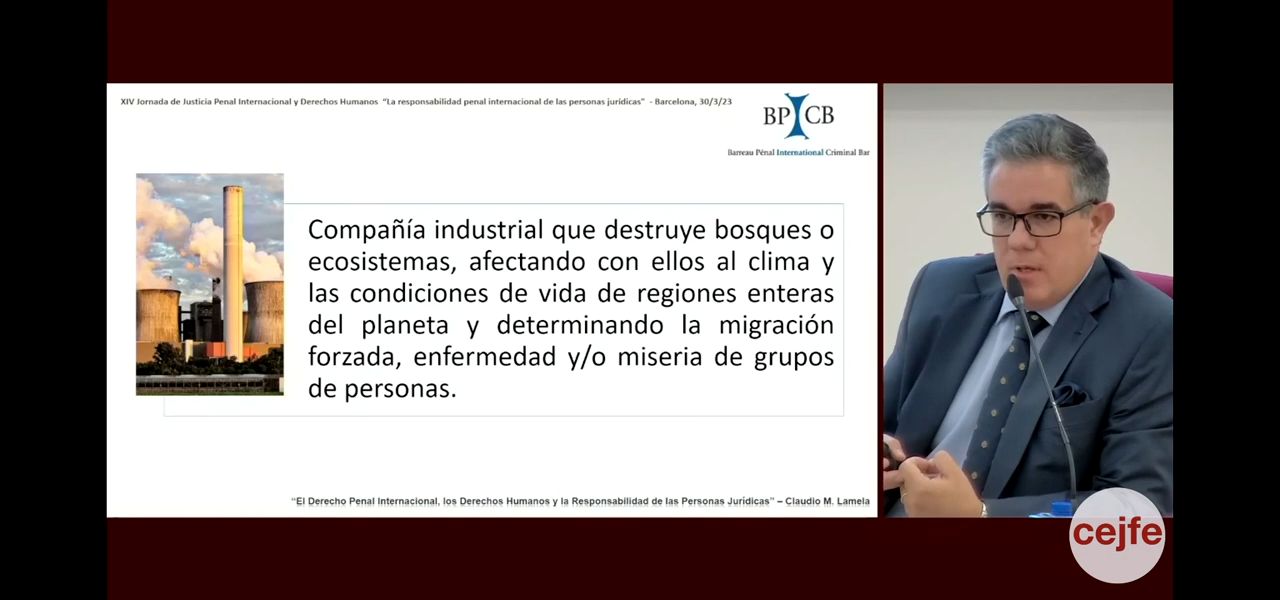 XIV Jornada de Justicia Penal Internacional y Derechos Humanos "La responsabilidad penal internacional de las personas jurídicas" - Barcelona, 30/3/23
BPICB
Barreau Pénal International Criminal Bar
Compañía industrial que destruye bosques o
ecosistemas, afectando con ellos al clima y
las condiciones de vida de regiones enteras
del planeta y determinando la migración
forzada, enfermedad y/o miseria de grupos
de personas.
"El Derecho Penal Internacional, los Derechos Humanos y la Responsabilidad de las Personas Jurídicas" – Claudio M. Lamela
cejfe